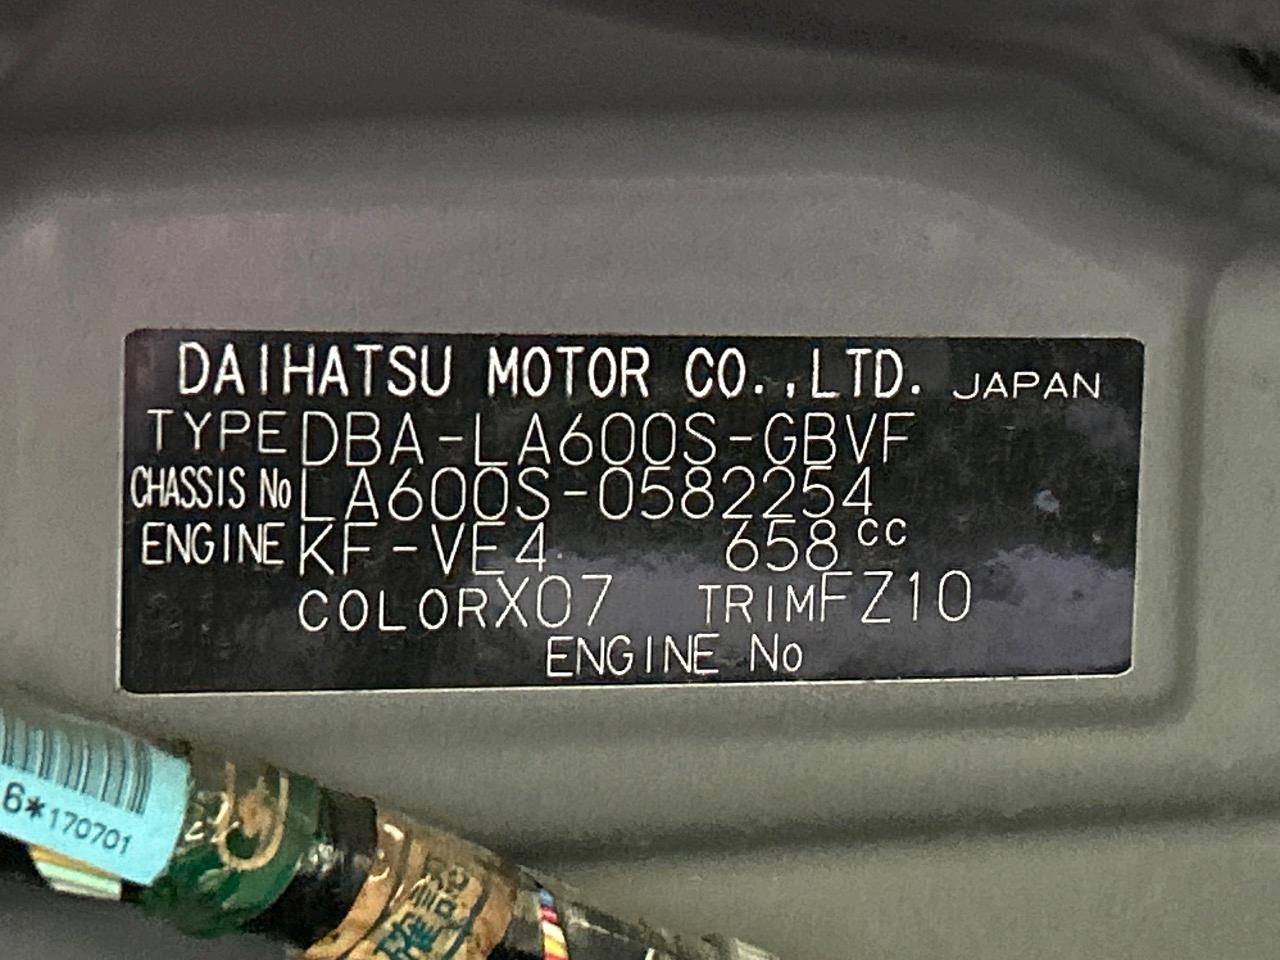 DAIHATSU MOTOR CO.,LTD. JAPAN
TYPE DBA-LA600S-GBVF
CHASSIS No LA600S-0582254
ENGINE KF-VE4 658cc
COLOR X07 TRIM FZ10
ENGINE No
6*170701